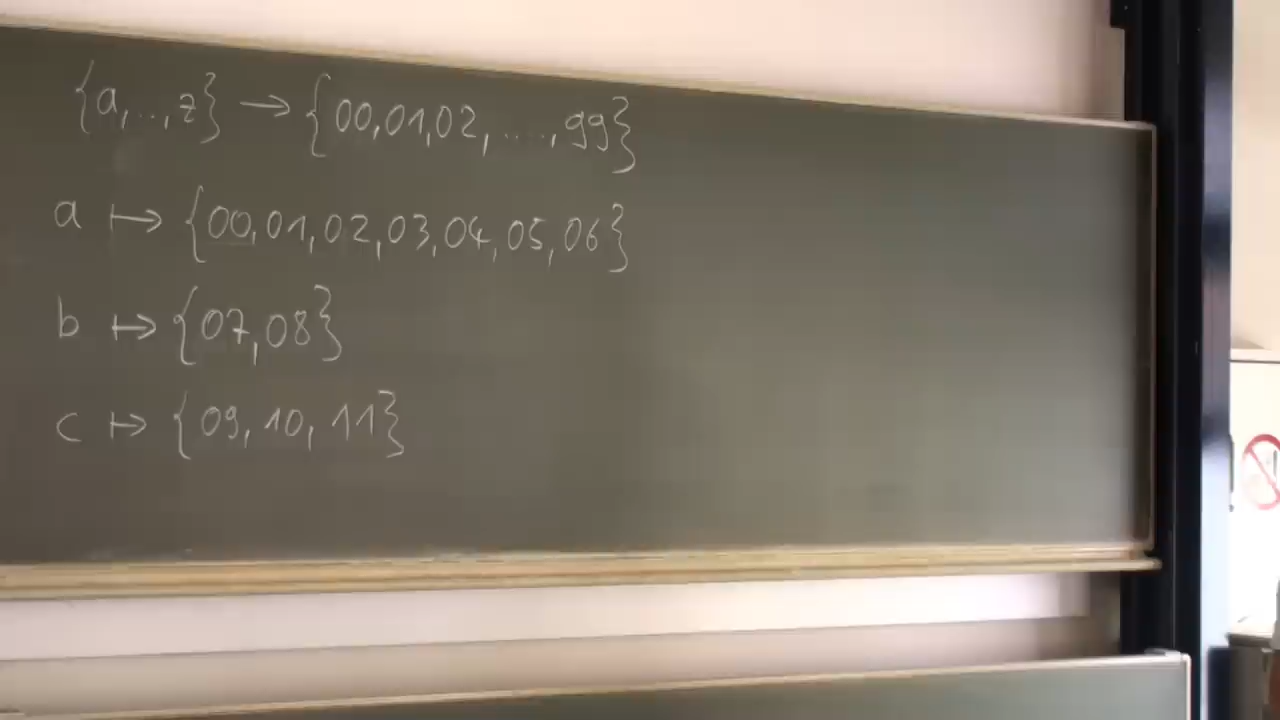 {a,..,z} → {00,01,02,....,99}
a ↦ {00,01,02,03,04,05,06}
b ↦ {07,08}
c ↦ {09,10,11}